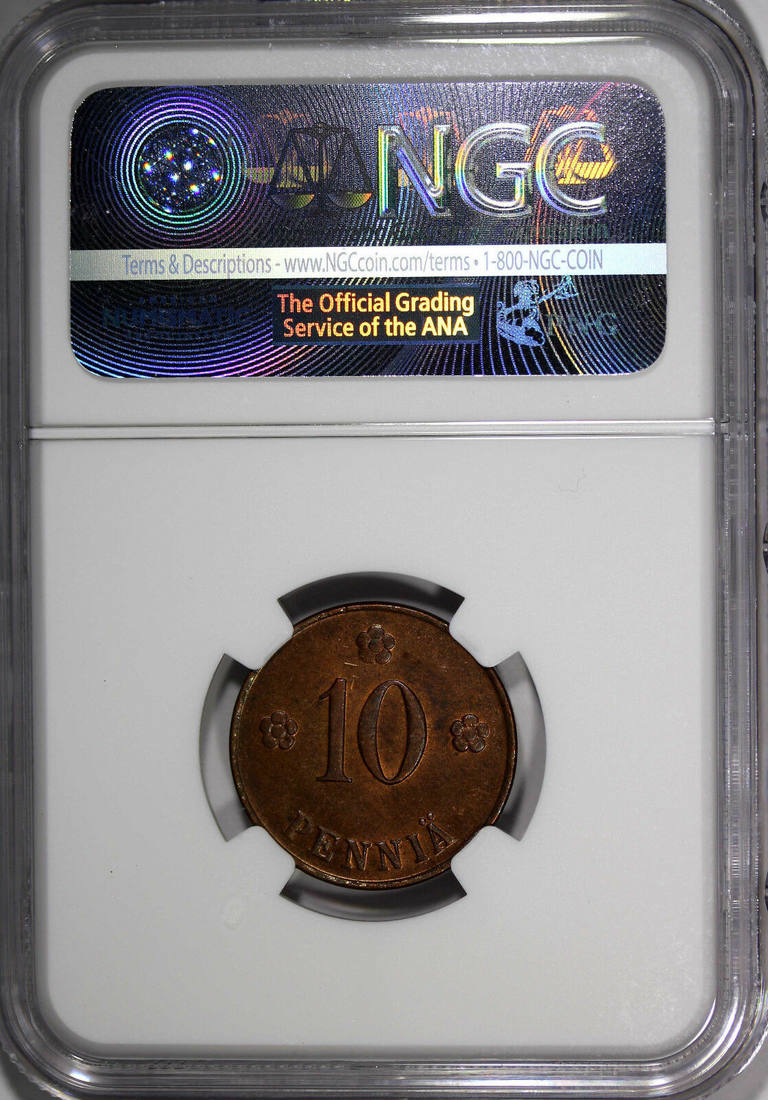 NGC
Terms & Descriptions - www.NGCcoin.com/terms • 1-800-NGC-COIN
The Official Grading
Service of the ANA
PNG
10
PENNIÄ